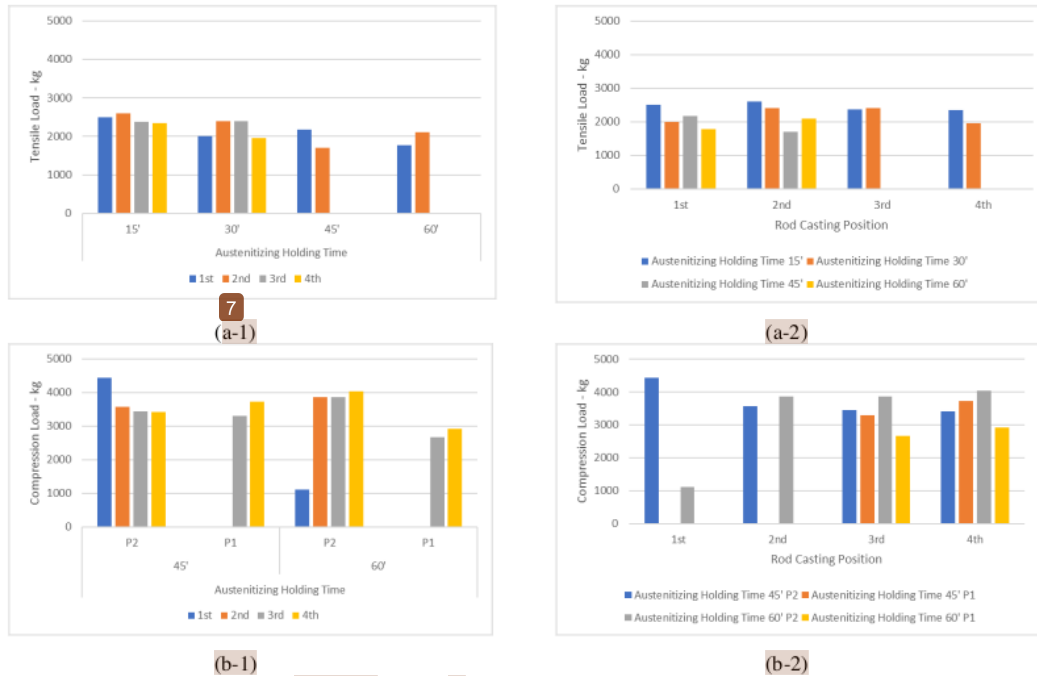 5000
4000
3000
2000
1000
0
Tensile Load - kg
15' 30' 45' 60'
Austenitizing Holding Time
1st 2nd 3rd 4th
7
(a-1)
5000
4000
3000
2000
1000
0
Tensile Load - kg
1st 2nd 3rd 4th
Rod Casting Position
Austenitizing Holding Time 15' Austenitizing Holding Time 30'
Austenitizing Holding Time 45' Austenitizing Holding Time 60'
(a-2)
5000
4000
3000
2000
1000
0
Compression Load - kg
P2 P1 P2 P1
45' 60'
Austenitizing Holding Time
1st 2nd 3rd 4th
(b-1)
5000
4000
3000
2000
1000
0
Compression Load - kg
1st 2nd 3rd 4th
Rod Casting Position
Austenitizing Holding Time 45' P2 Austenitizing Holding Time 45' P1
Austenitizing Holding Time 60' P2 Austenitizing Holding Time 60' P1
(b-2)